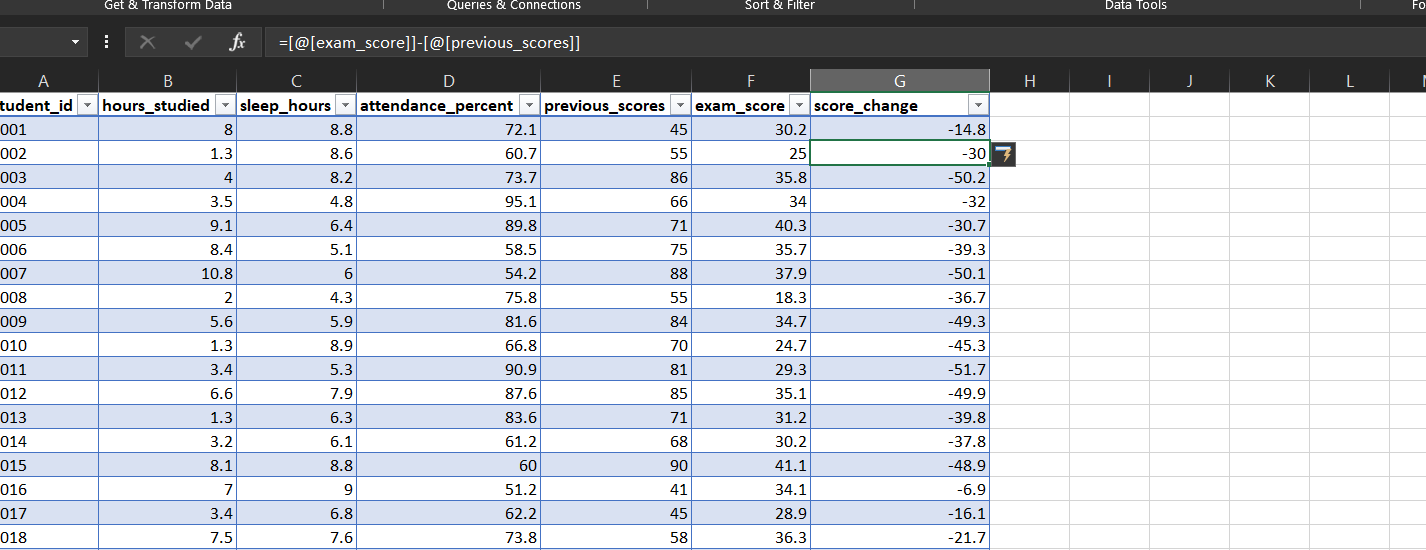 Get & Transform Data Queries & Connections Sort & Filter Data Tools Fo
fx =[@[exam_score]]-[@[previous_scores]]
A B C D E F G H I J K L
tudent_id hours_studied sleep_hours attendance_percent previous_scores exam_score score_change
001 8 8.8 72.1 45 30.2 -14.8
002 1.3 8.6 60.7 55 25 -30
003 4 8.2 73.7 86 35.8 -50.2
004 3.5 4.8 95.1 66 34 -32
005 9.1 6.4 89.8 71 40.3 -30.7
006 8.4 5.1 58.5 75 35.7 -39.3
007 10.8 6 54.2 88 37.9 -50.1
008 2 4.3 75.8 55 18.3 -36.7
009 5.6 5.9 81.6 84 34.7 -49.3
010 1.3 8.9 66.8 70 24.7 -45.3
011 3.4 5.3 90.9 81 29.3 -51.7
012 6.6 7.9 87.6 85 35.1 -49.9
013 1.3 6.3 83.6 71 31.2 -39.8
014 3.2 6.1 61.2 68 30.2 -37.8
015 8.1 8.8 60 90 41.1 -48.9
016 7 9 51.2 41 34.1 -6.9
017 3.4 6.8 62.2 45 28.9 -16.1
018 7.5 7.6 73.8 58 36.3 -21.7